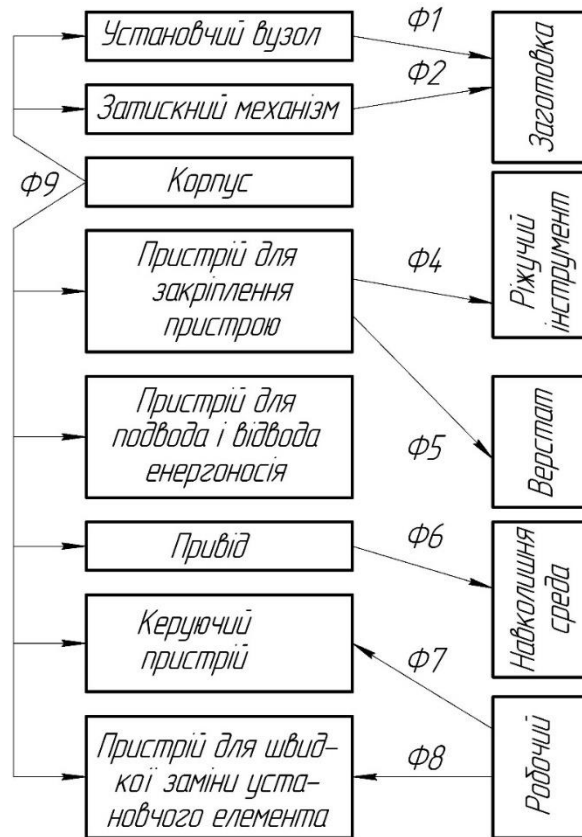 Установчий вузол
Ф1
Затискний механізм
Ф2
Заготовка
Корпус
Ф9
Пристрій для
закріплення
пристрою
Ф4
Ріжучий
інструмент
Пристрій для
подвода і відвода
енергоносія
Ф5
Верстат
Привід
Ф6
Навколишня
среда
Керуючий
пристрій
Ф7
Пристрій для швид-
кої заміни уста-
новчого елемента
Ф8
Робочий